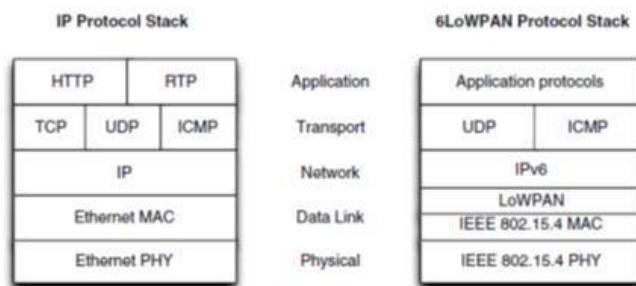 IP Protocol Stack 6LoWPAN Protocol Stack
HTTP RTP Application Application protocols
TCP UDP ICMP Transport UDP ICMP
IP Network IPv6
Ethernet MAC Data Link LoWPAN
IEEE 802.15.4 MAC
Ethernet PHY Physical IEEE 802.15.4 PHY